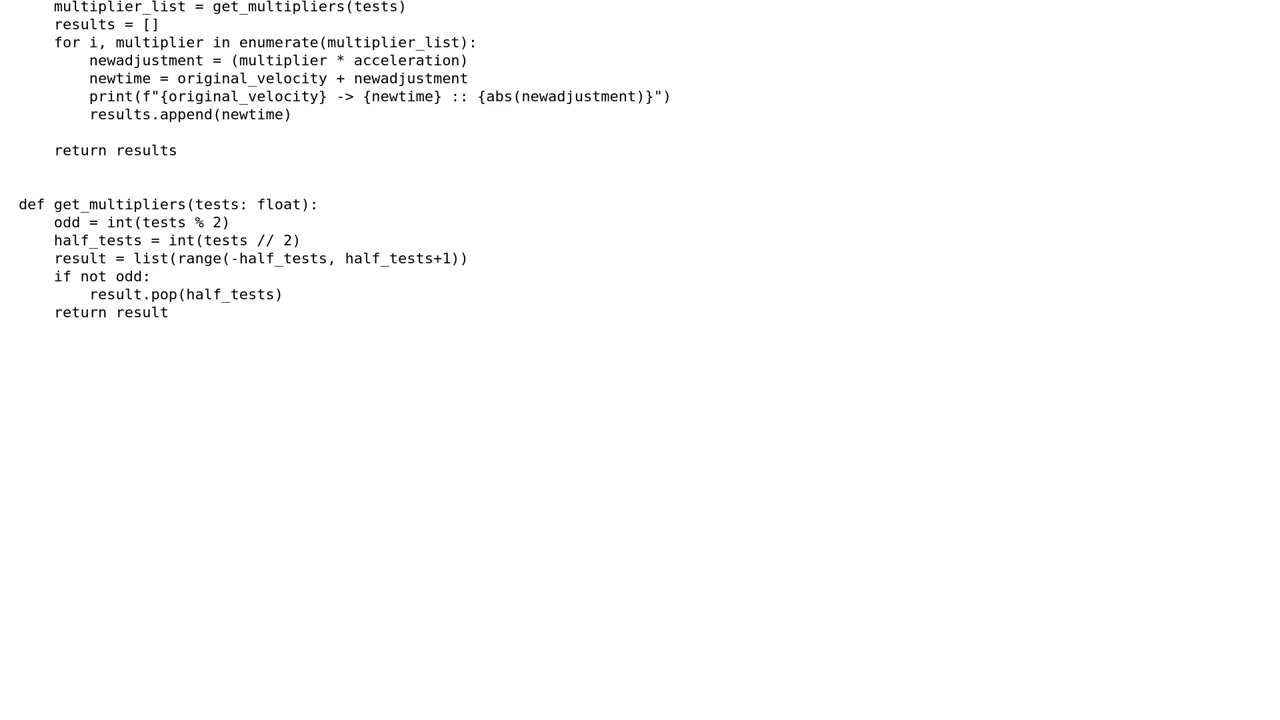 multiplier_list = get_multipliers(tests)
    results = []
    for i, multiplier in enumerate(multiplier_list):
        newadjustment = (multiplier * acceleration)
        newtime = original_velocity + newadjustment
        print(f"{original_velocity} -> {newtime} :: {abs(newadjustment)}")
        results.append(newtime)

    return results


def get_multipliers(tests: float):
    odd = int(tests % 2)
    half_tests = int(tests // 2)
    result = list(range(-half_tests, half_tests+1))
    if not odd:
        result.pop(half_tests)
    return result